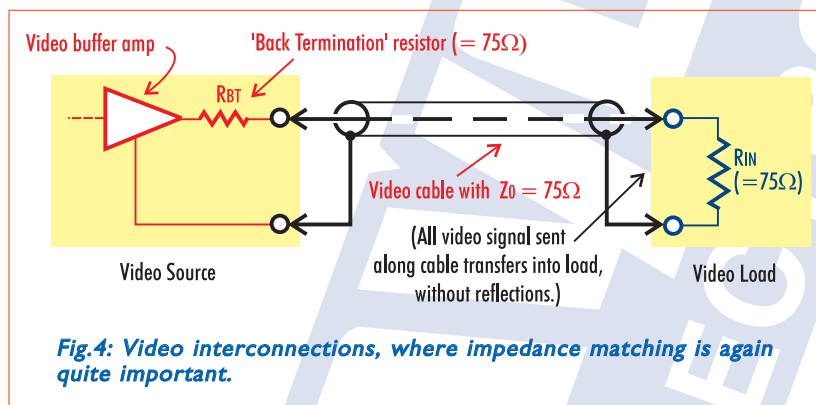 Video buffer amp
'Back Termination' resistor (= 75Ω)
RBT
RIN
(=75Ω)
Video cable with Z0 = 75Ω
(All video signal sent
along cable transfers into load,
without reflections.)
Video Source
Video Load
Fig.4: Video interconnections, where impedance matching is again
quite important.